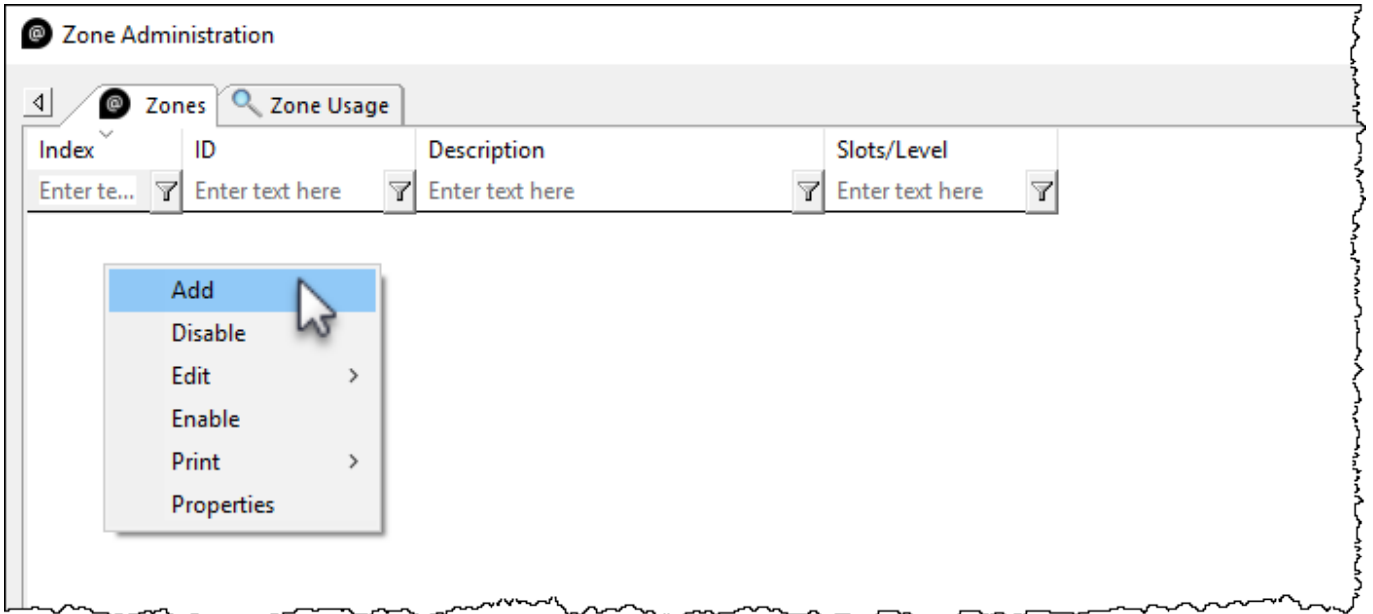 @ Zone Administration
@ Zones Zone Usage
Index ID Description Slots/Level
Enter te... Enter text here Enter text here Enter text here
Add
Disable
Edit >
Enable
Print >
Properties